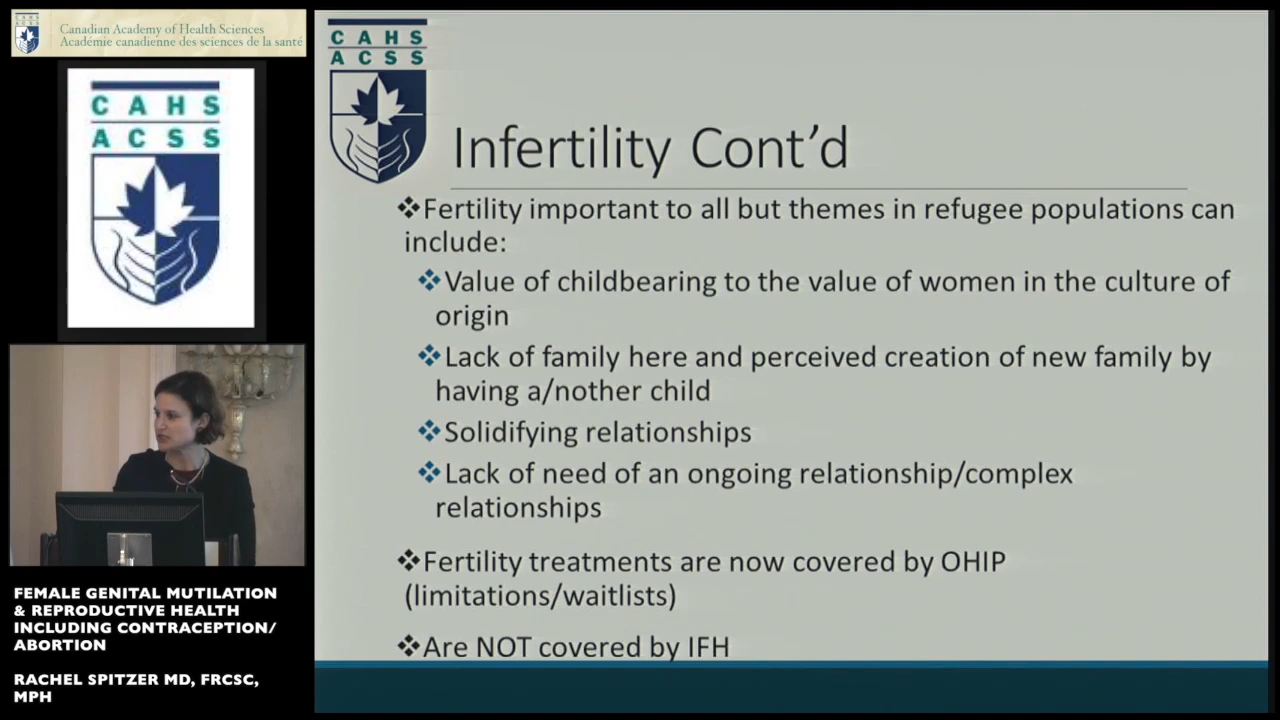 Canadian Academy of Health Sciences
Académie canadienne des sciences de la santé
CAHS
ACSS
CAHS
ACSS
Infertility Cont’d
❖Fertility important to all but themes in refugee populations can
include:
❖Value of childbearing to the value of women in the culture of
origin
❖Lack of family here and perceived creation of new family by
having a/nother child
❖Solidifying relationships
❖Lack of need of an ongoing relationship/complex
relationships
❖Fertility treatments are now covered by OHIP
(limitations/waitlists)
❖Are NOT covered by IFH
FEMALE GENITAL MUTILATION
& REPRODUCTIVE HEALTH
INCLUDING CONTRACEPTION/
ABORTION
RACHEL SPITZER MD, FRCSC,
MPH